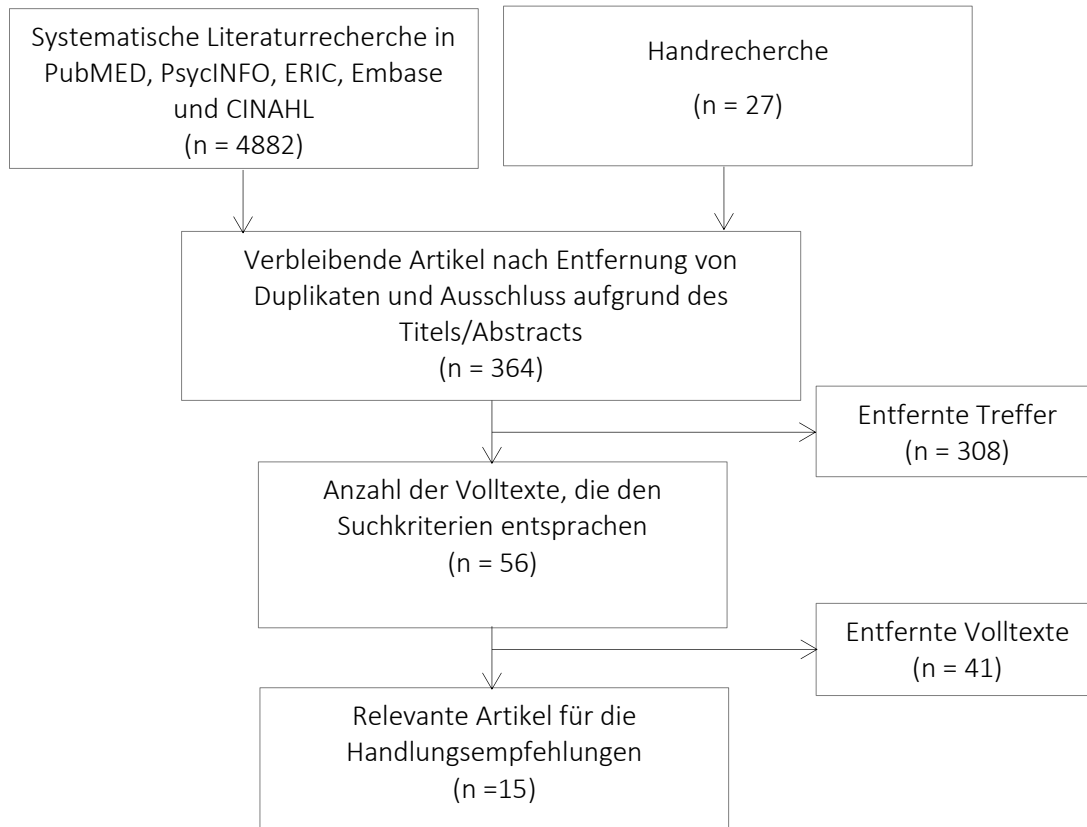 Systematische Literaturrecherche in
PubMED, PsycINFO, ERIC, Embase
und CINAHL
(n = 4882)
Handrecherche
(n = 27)
Verbleibende Artikel nach Entfernung von
Duplikaten und Ausschluss aufgrund des
Titels/Abstracts
(n = 364)
Entfernte Treffer
(n = 308)
Anzahl der Volltexte, die den
Suchkriterien entsprachen
(n = 56)
Entfernte Volltexte
(n = 41)
Relevante Artikel für die
Handlungsempfehlungen
(n =15)